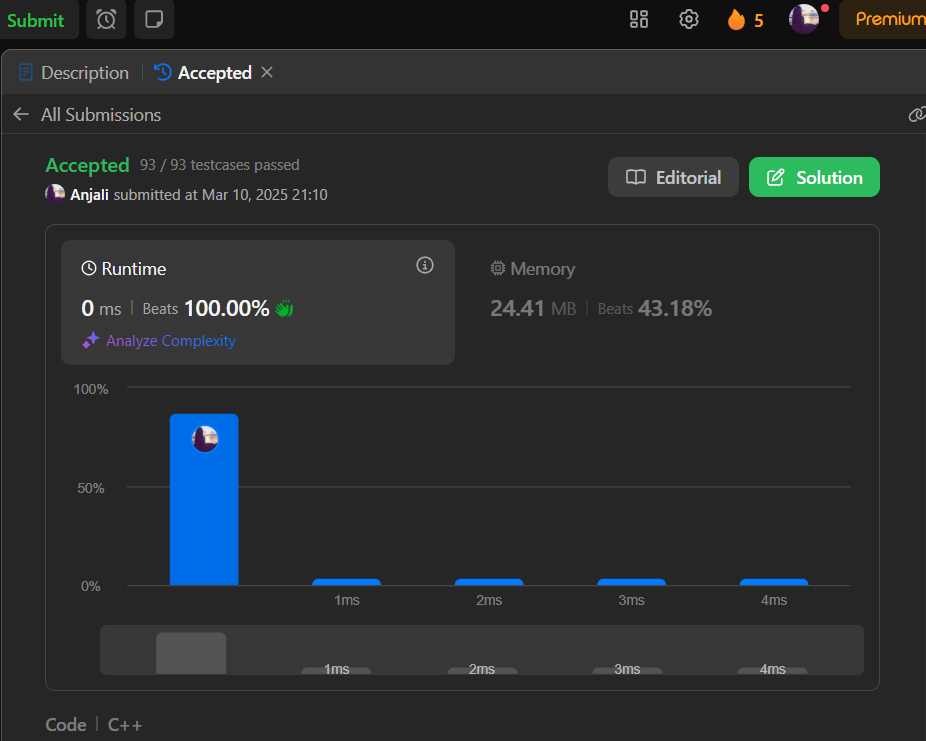 Submit 5 Premium
Description Accepted
All Submissions
Accepted 93 / 93 testcases passed
Editorial Solution
Anjali submitted at Mar 10, 2025 21:10
Runtime Memory
0 ms Beats 100.00% 24.41 MB Beats 43.18%
Analyze Complexity
100%
50%
0%
1ms 2ms 3ms 4ms
1ms 2ms 3ms 4ms
Code C++